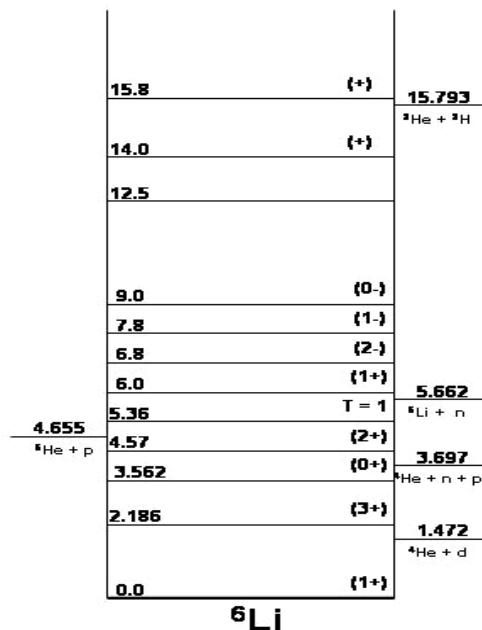 15.8 (+)
15.793
³He + ³H
14.0 (+)
12.5
9.0 (0-)
7.8 (1-)
6.8 (2-)
6.0 (1+)
5.662
⁵Li + n
5.36 T = 1
4.655
⁵He + p
4.57 (2+)
3.697
⁴He + n + p
3.562 (0+)
2.186 (3+)
1.472
⁴He + d
0.0 (1+)
⁶Li